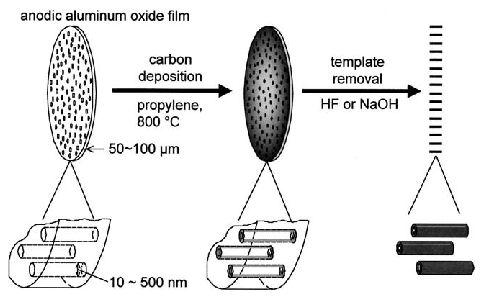 anodic aluminum oxide film
carbon
deposition
propylene,
800 °C
template
removal
HF or NaOH
50~100 μm
10 ~ 500 nm